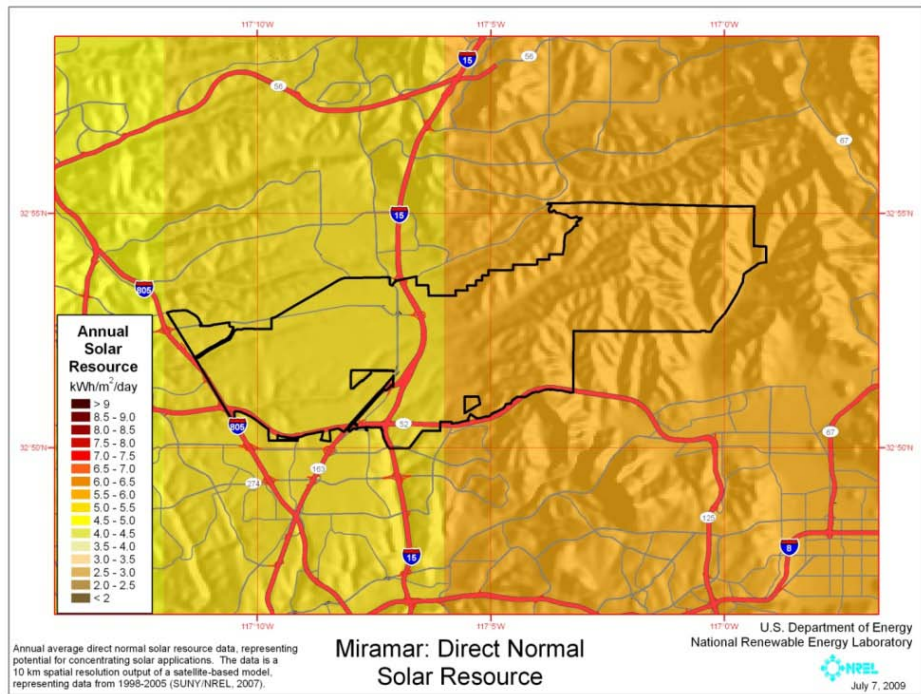 117°10'W
117°5'W
117°0'W
15
56
56
67
32°55'N
32°55'N
15
805
Annual
Solar
Resource
kWh/m²/day
> 9
8.5 - 9.0
8.0 - 8.5
7.5 - 8.0
7.0 - 7.5
6.5 - 7.0
6.0 - 6.5
5.5 - 6.0
5.0 - 5.5
4.5 - 5.0
4.0 - 4.5
3.5 - 4.0
3.0 - 3.5
2.5 - 3.0
2.0 - 2.5
< 2
52
805
67
32°50'N
32°50'N
163
274
125
8
15
117°10'W
117°5'W
117°0'W
Annual average direct normal solar resource data, representing
potential for concentrating solar applications. The data is a
10 km spatial resolution output of a satellite-based model,
representing data from 1998-2005 (SUNY/NREL, 2007).
Miramar: Direct Normal
Solar Resource
U.S. Department of Energy
National Renewable Energy Laboratory
NREL
July 7, 2009